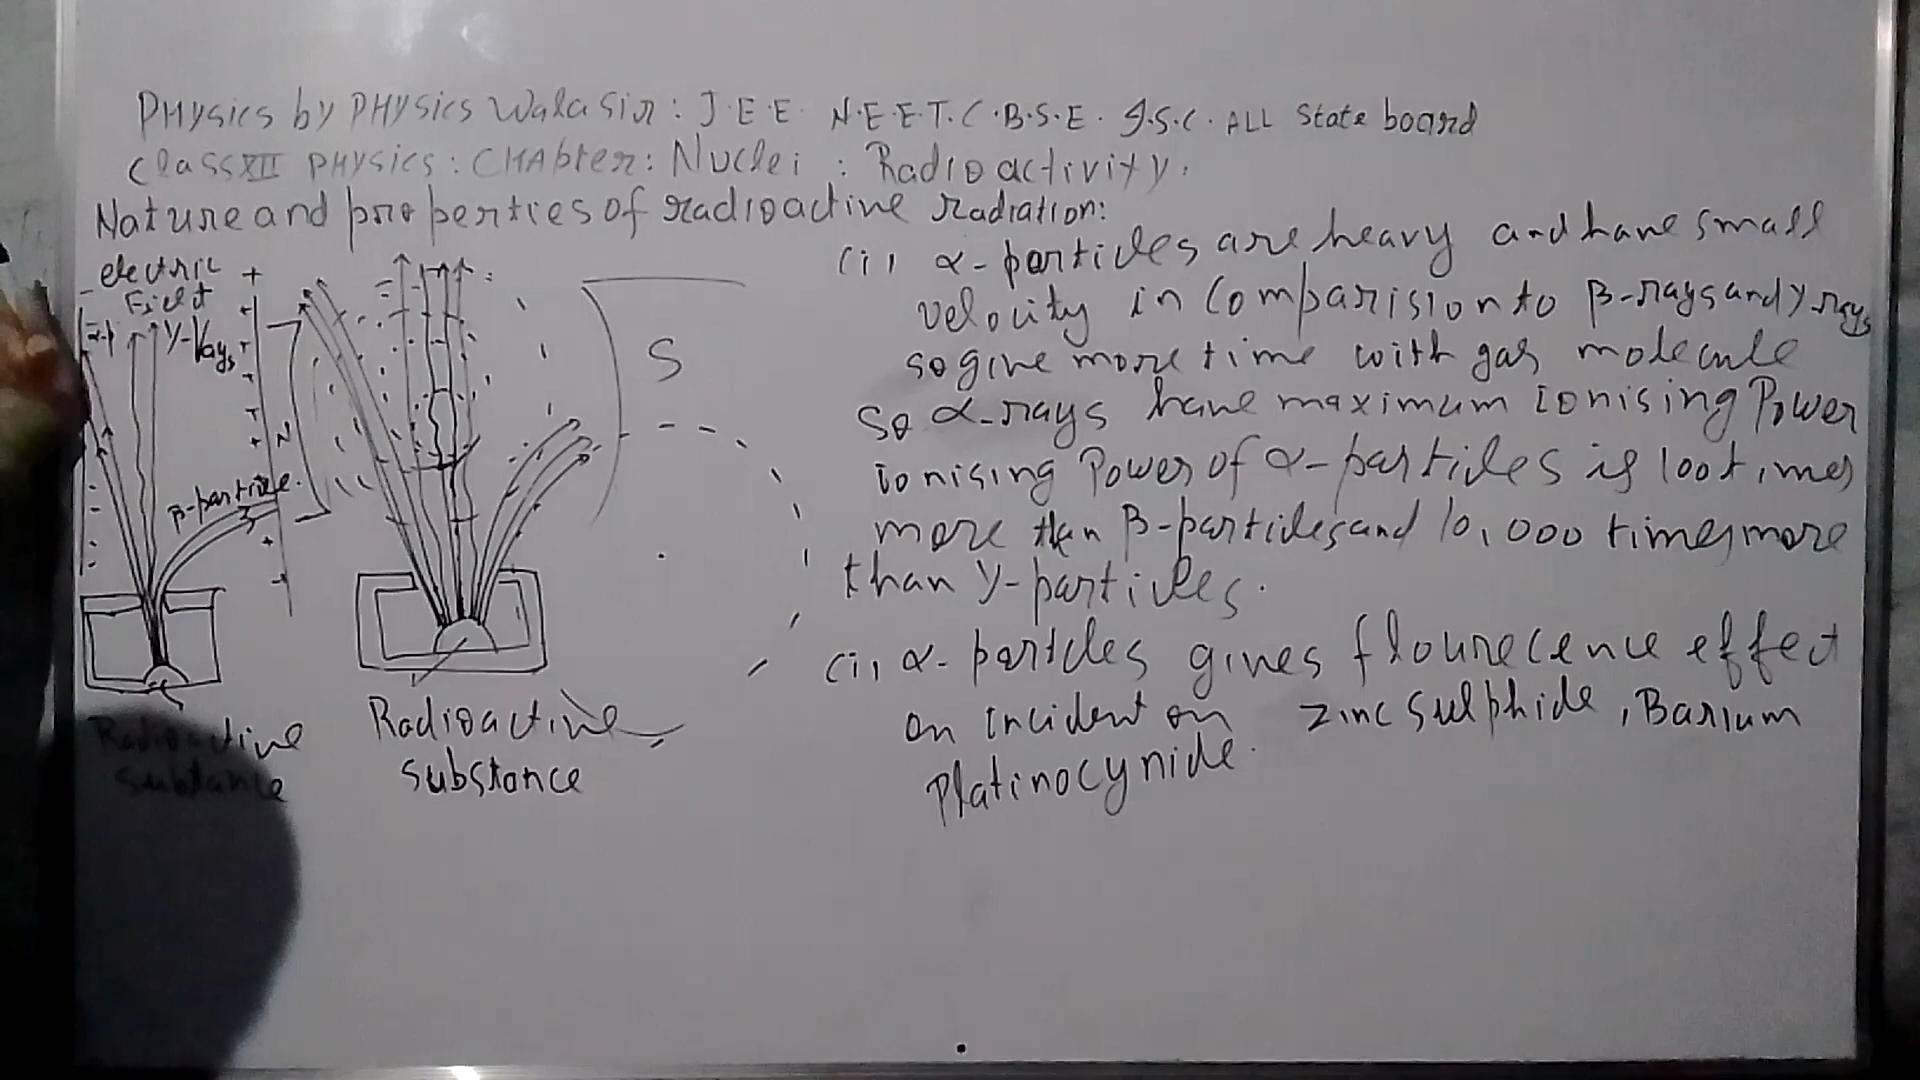 Physics by Physics Wala Sir: J.E.E. N.E.E.T. C.B.S.E. I.S.C. ALL State board
Class XII PHYSICS: CHApter: Nuclei : Radioactivity.
Nature and properties of radioactive radiation:
electric
Field
γ-Rays
N
β-particle.
S
Radioactive
substance
Radioactive
substance
(i) α-particles are heavy and have small
velocity in Comparision to β-rays and γ rays
so give more time with gas molecule
So α-rays have maximum Ionising Power
ionising Power of α-particles is 100 times
more than β-particles and 10,000 times more
than γ-particles.
(i) α-particles gives flourecence effect
on incident on zinc sulphide, Barium
Platinocynide.